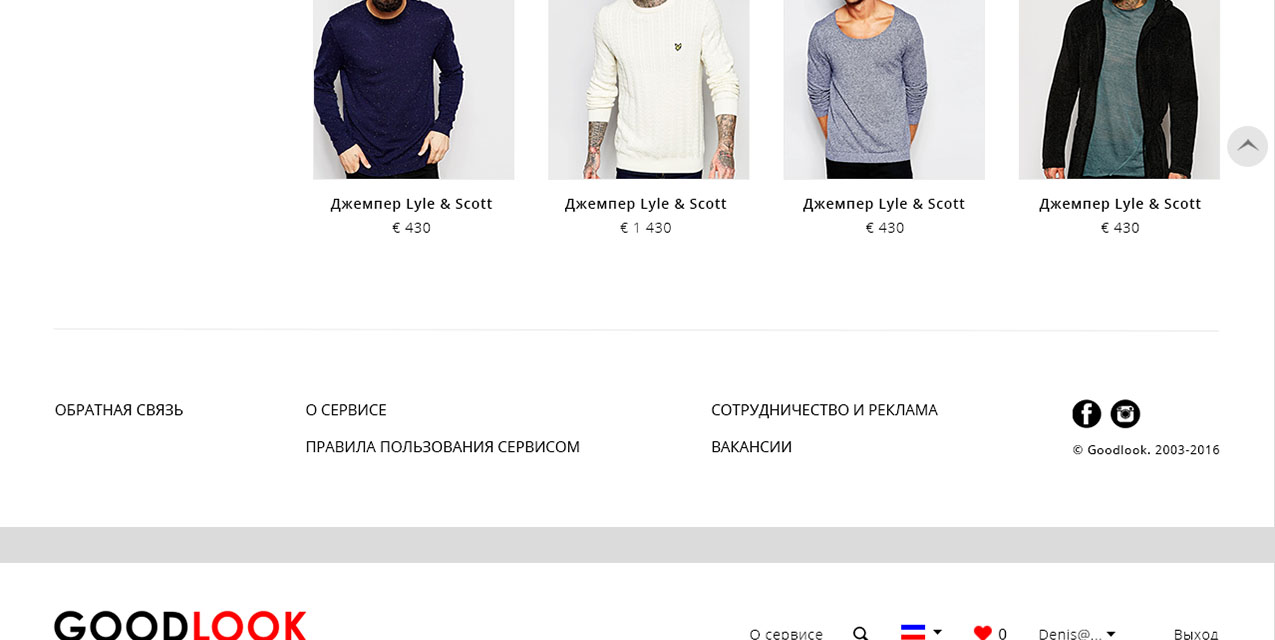 Джемпер Lyle & Scott
€ 430
Джемпер Lyle & Scott
€ 1 430
Джемпер Lyle & Scott
€ 430
Джемпер Lyle & Scott
€ 430
ОБРАТНАЯ СВЯЗЬ
О СЕРВИСЕ
ПРАВИЛА ПОЛЬЗОВАНИЯ СЕРВИСОМ
СОТРУДНИЧЕСТВО И РЕКЛАМА
ВАКАНСИИ
© Goodlook. 2003-2016
GOODLOOK
О сервисе
0
Denis@...
Выход